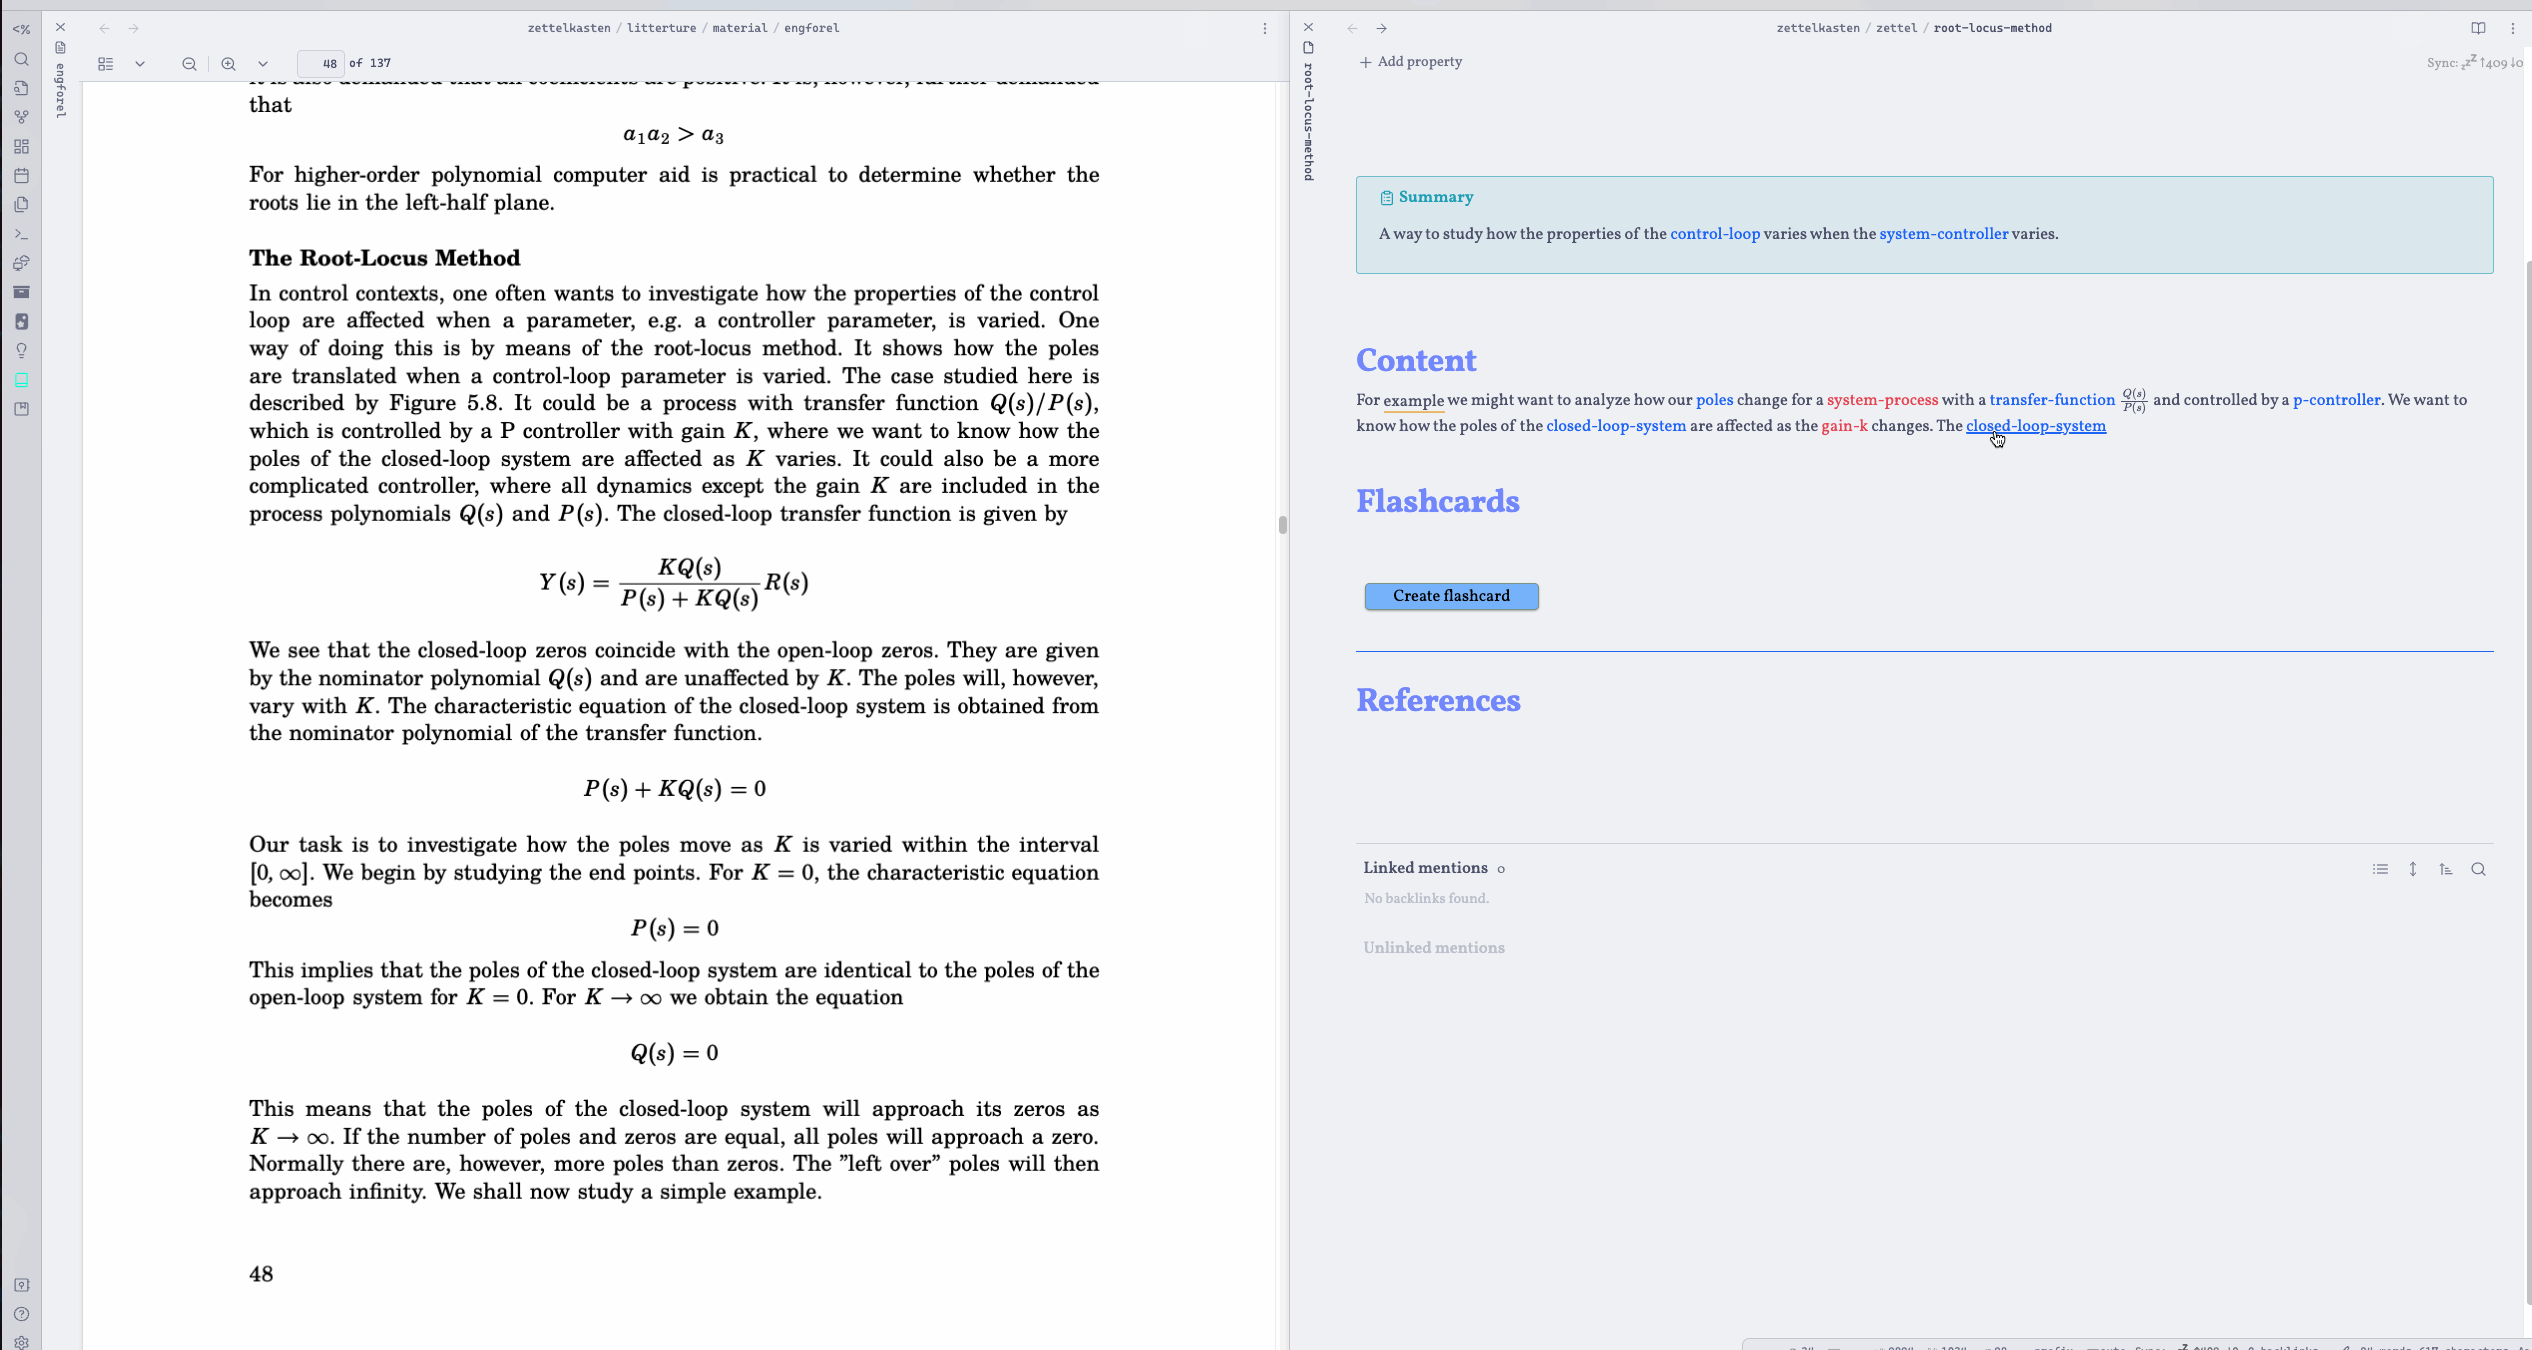 zettelkasten / litterture / material / engforel
48 of 137
engforel
it is also demanded that all coefficients are positive. It is, however, further demanded
that
a₁a₂ > a₃
For higher-order polynomial computer aid is practical to determine whether the
roots lie in the left-half plane.
The Root-Locus Method
In control contexts, one often wants to investigate how the properties of the control
loop are affected when a parameter, e.g. a controller parameter, is varied. One
way of doing this is by means of the root-locus method. It shows how the poles
are translated when a control-loop parameter is varied. The case studied here is
described by Figure 5.8. It could be a process with transfer function Q(s)/P(s),
which is controlled by a P controller with gain K, where we want to know how the
poles of the closed-loop system are affected as K varies. It could also be a more
complicated controller, where all dynamics except the gain K are included in the
process polynomials Q(s) and P(s). The closed-loop transfer function is given by
Y(s) = KQ(s) / P(s) + KQ(s) R(s)
We see that the closed-loop zeros coincide with the open-loop zeros. They are given
by the nominator polynomial Q(s) and are unaffected by K. The poles will, however,
vary with K. The characteristic equation of the closed-loop system is obtained from
the nominator polynomial of the transfer function.
P(s) + KQ(s) = 0
Our task is to investigate how the poles move as K is varied within the interval
[0, ∞]. We begin by studying the end points. For K = 0, the characteristic equation
becomes
P(s) = 0
This implies that the poles of the closed-loop system are identical to the poles of the
open-loop system for K = 0. For K → ∞ we obtain the equation
Q(s) = 0
This means that the poles of the closed-loop system will approach its zeros as
K → ∞. If the number of poles and zeros are equal, all poles will approach a zero.
Normally there are, however, more poles than zeros. The ”left over” poles will then
approach infinity. We shall now study a simple example.
48
zettelkasten / zettel / root-locus-method
root-locus-method
Add property
Sync: zzZ ↑409 ↓0
Summary
A way to study how the properties of the control-loop varies when the system-controller varies.
Content
For example we might want to analyze how our poles change for a system-process with a transfer-function Q(s)/P(s) and controlled by a p-controller. We want to
know how the poles of the closed-loop-system are affected as the gain-k changes. The closed-loop-system
Flashcards
Create flashcard
References
Linked mentions 0
No backlinks found.
Unlinked mentions